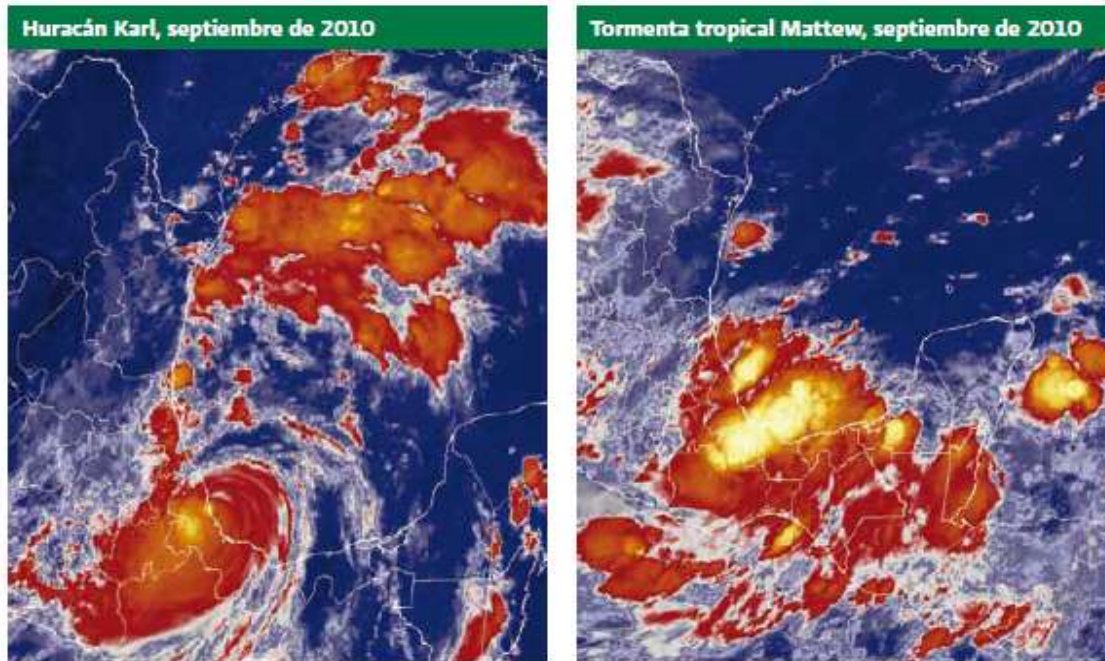 Huracán Karl, septiembre de 2010
Tormenta tropical Mattew, septiembre de 2010